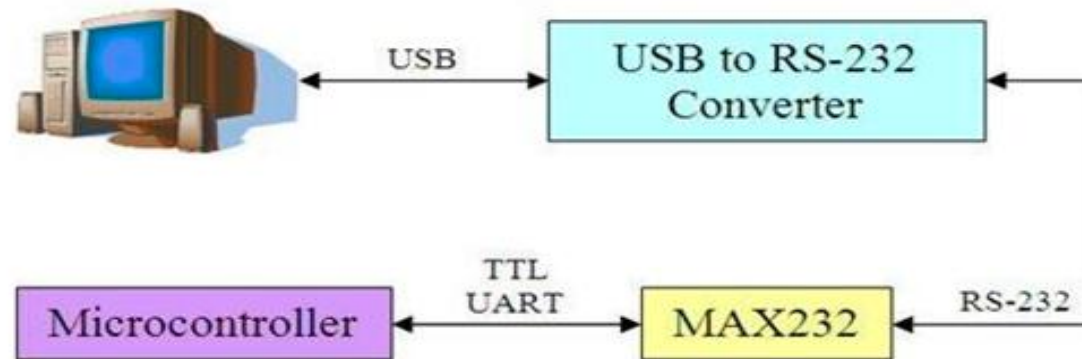 USB
USB to RS-232
Converter
TTL
UART
Microcontroller
MAX232
RS-232